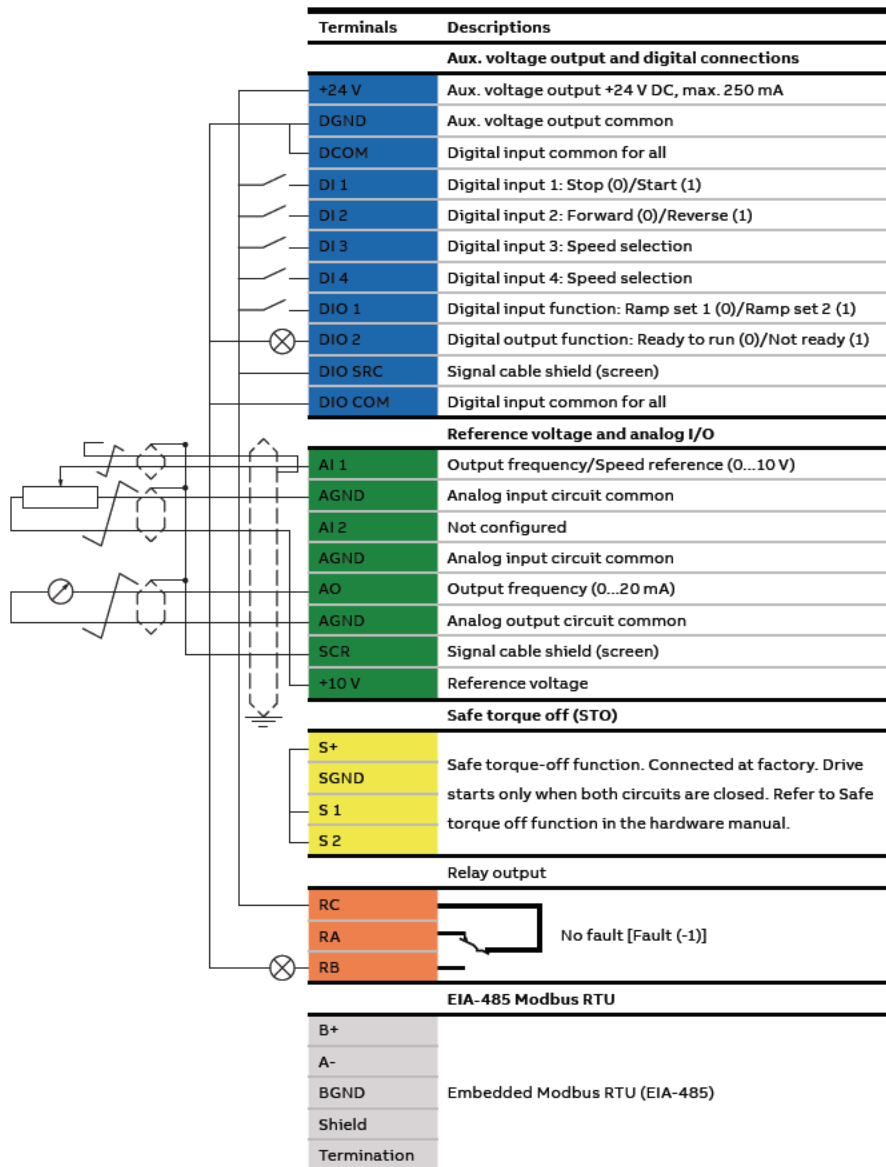 Terminals Descriptions
Aux. voltage output and digital connections
+24 V Aux. voltage output +24 V DC, max. 250 mA
DGND Aux. voltage output common
DCOM Digital input common for all
DI 1 Digital input 1: Stop (0)/Start (1)
DI 2 Digital input 2: Forward (0)/Reverse (1)
DI 3 Digital input 3: Speed selection
DI 4 Digital input 4: Speed selection
DIO 1 Digital input function: Ramp set 1 (0)/Ramp set 2 (1)
DIO 2 Digital output function: Ready to run (0)/Not ready (1)
DIO SRC Signal cable shield (screen)
DIO COM Digital input common for all
Reference voltage and analog I/O
AI 1 Output frequency/Speed reference (0...10 V)
AGND Analog input circuit common
AI 2 Not configured
AGND Analog input circuit common
AO Output frequency (0...20 mA)
AGND Analog output circuit common
SCR Signal cable shield (screen)
+10 V Reference voltage
Safe torque off (STO)
S+
SGND
S 1
S 2
Safe torque-off function. Connected at factory. Drive
starts only when both circuits are closed. Refer to Safe
torque off function in the hardware manual.
Relay output
RC
RA No fault [Fault (-1)]
RB
EIA-485 Modbus RTU
B+
A-
BGND Embedded Modbus RTU (EIA-485)
Shield
Termination